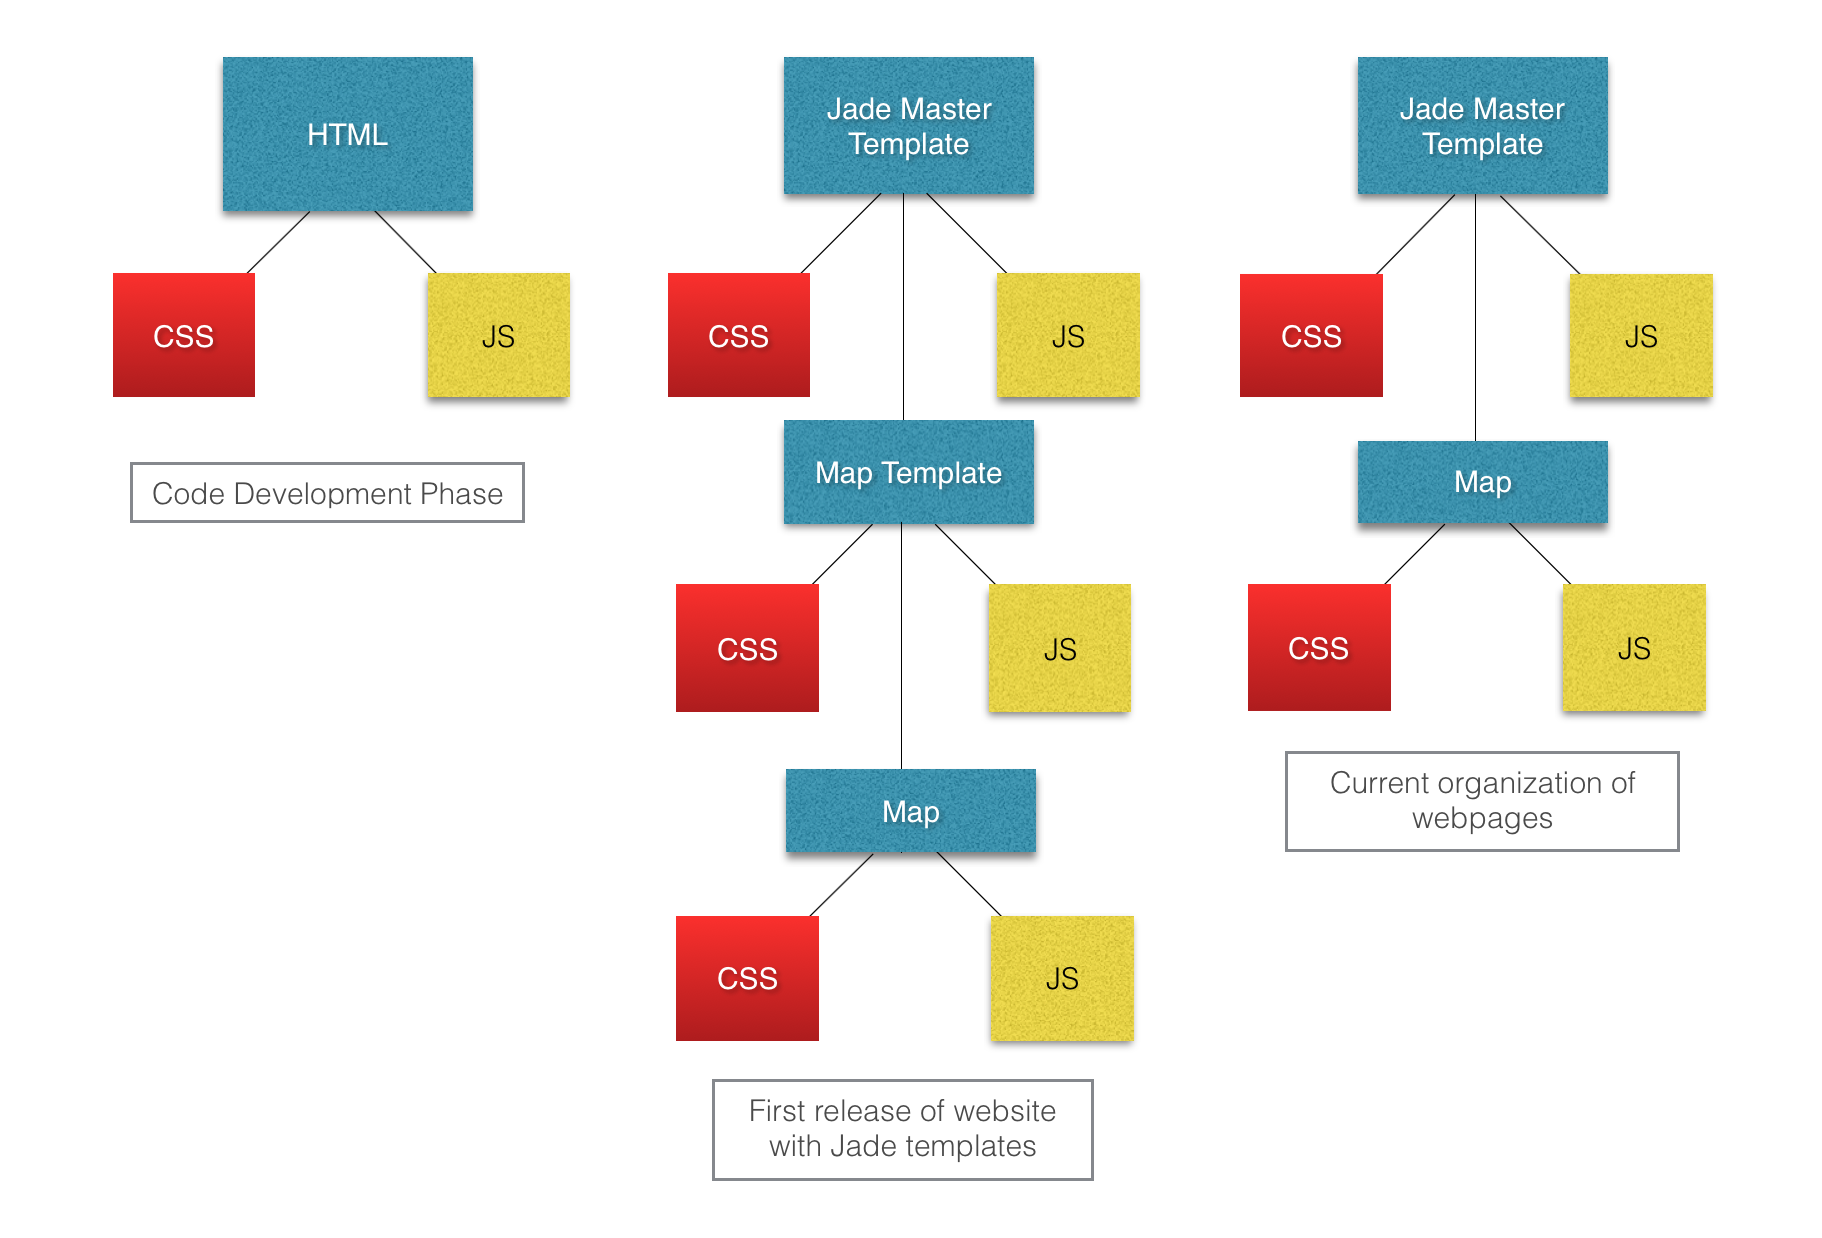 HTML
CSS
JS
Code Development Phase
Jade Master
Template
CSS
JS
Map Template
CSS
JS
Map
CSS
JS
First release of website
with Jade templates
Jade Master
Template
CSS
JS
Map
CSS
JS
Current organization of
webpages